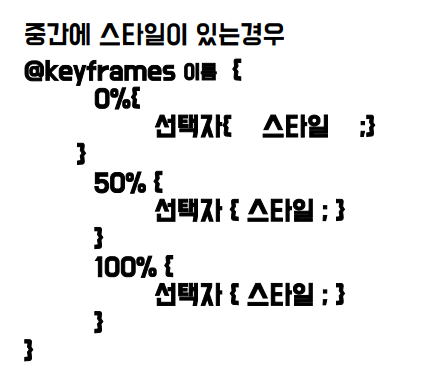 중간에 스타일이 있는경우
@keyframes 이름 {
0%{
선택자{ 스타일 ;}
}
50% {
선택자 { 스타일 ; }
}
100% {
선택자 { 스타일 ; }
}
}